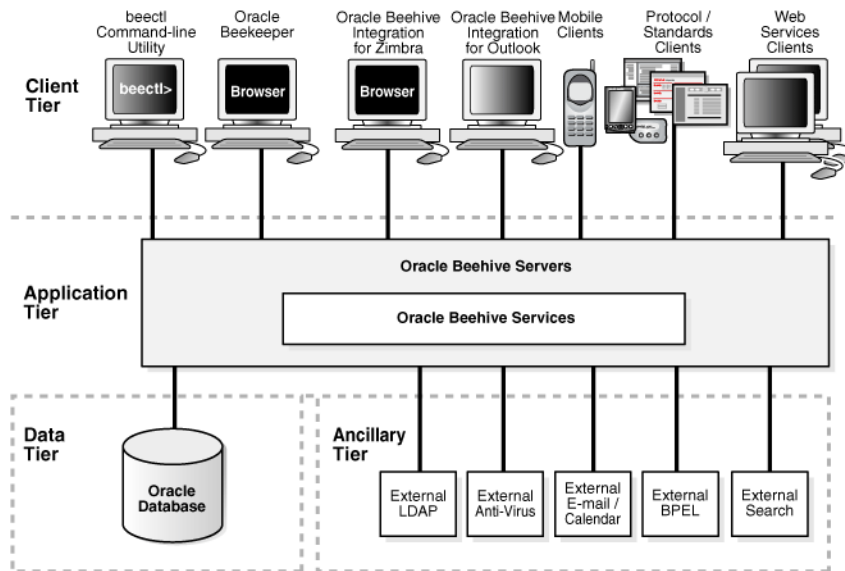 beectl
Command-line
Utility
Oracle
Beekeeper
Oracle Beehive
Integration
for Zimbra
Oracle Beehive
Integration
for Outlook
Mobile
Clients
Protocol /
Standards
Clients
Web
Services
Clients
Client
Tier
beectl>
Browser
Browser
Application
Tier
Oracle Beehive Servers
Oracle Beehive Services
Data
Tier
Oracle
Database
Ancillary
Tier
External
LDAP
External
Anti-Virus
External
E-mail /
Calendar
External
BPEL
External
Search